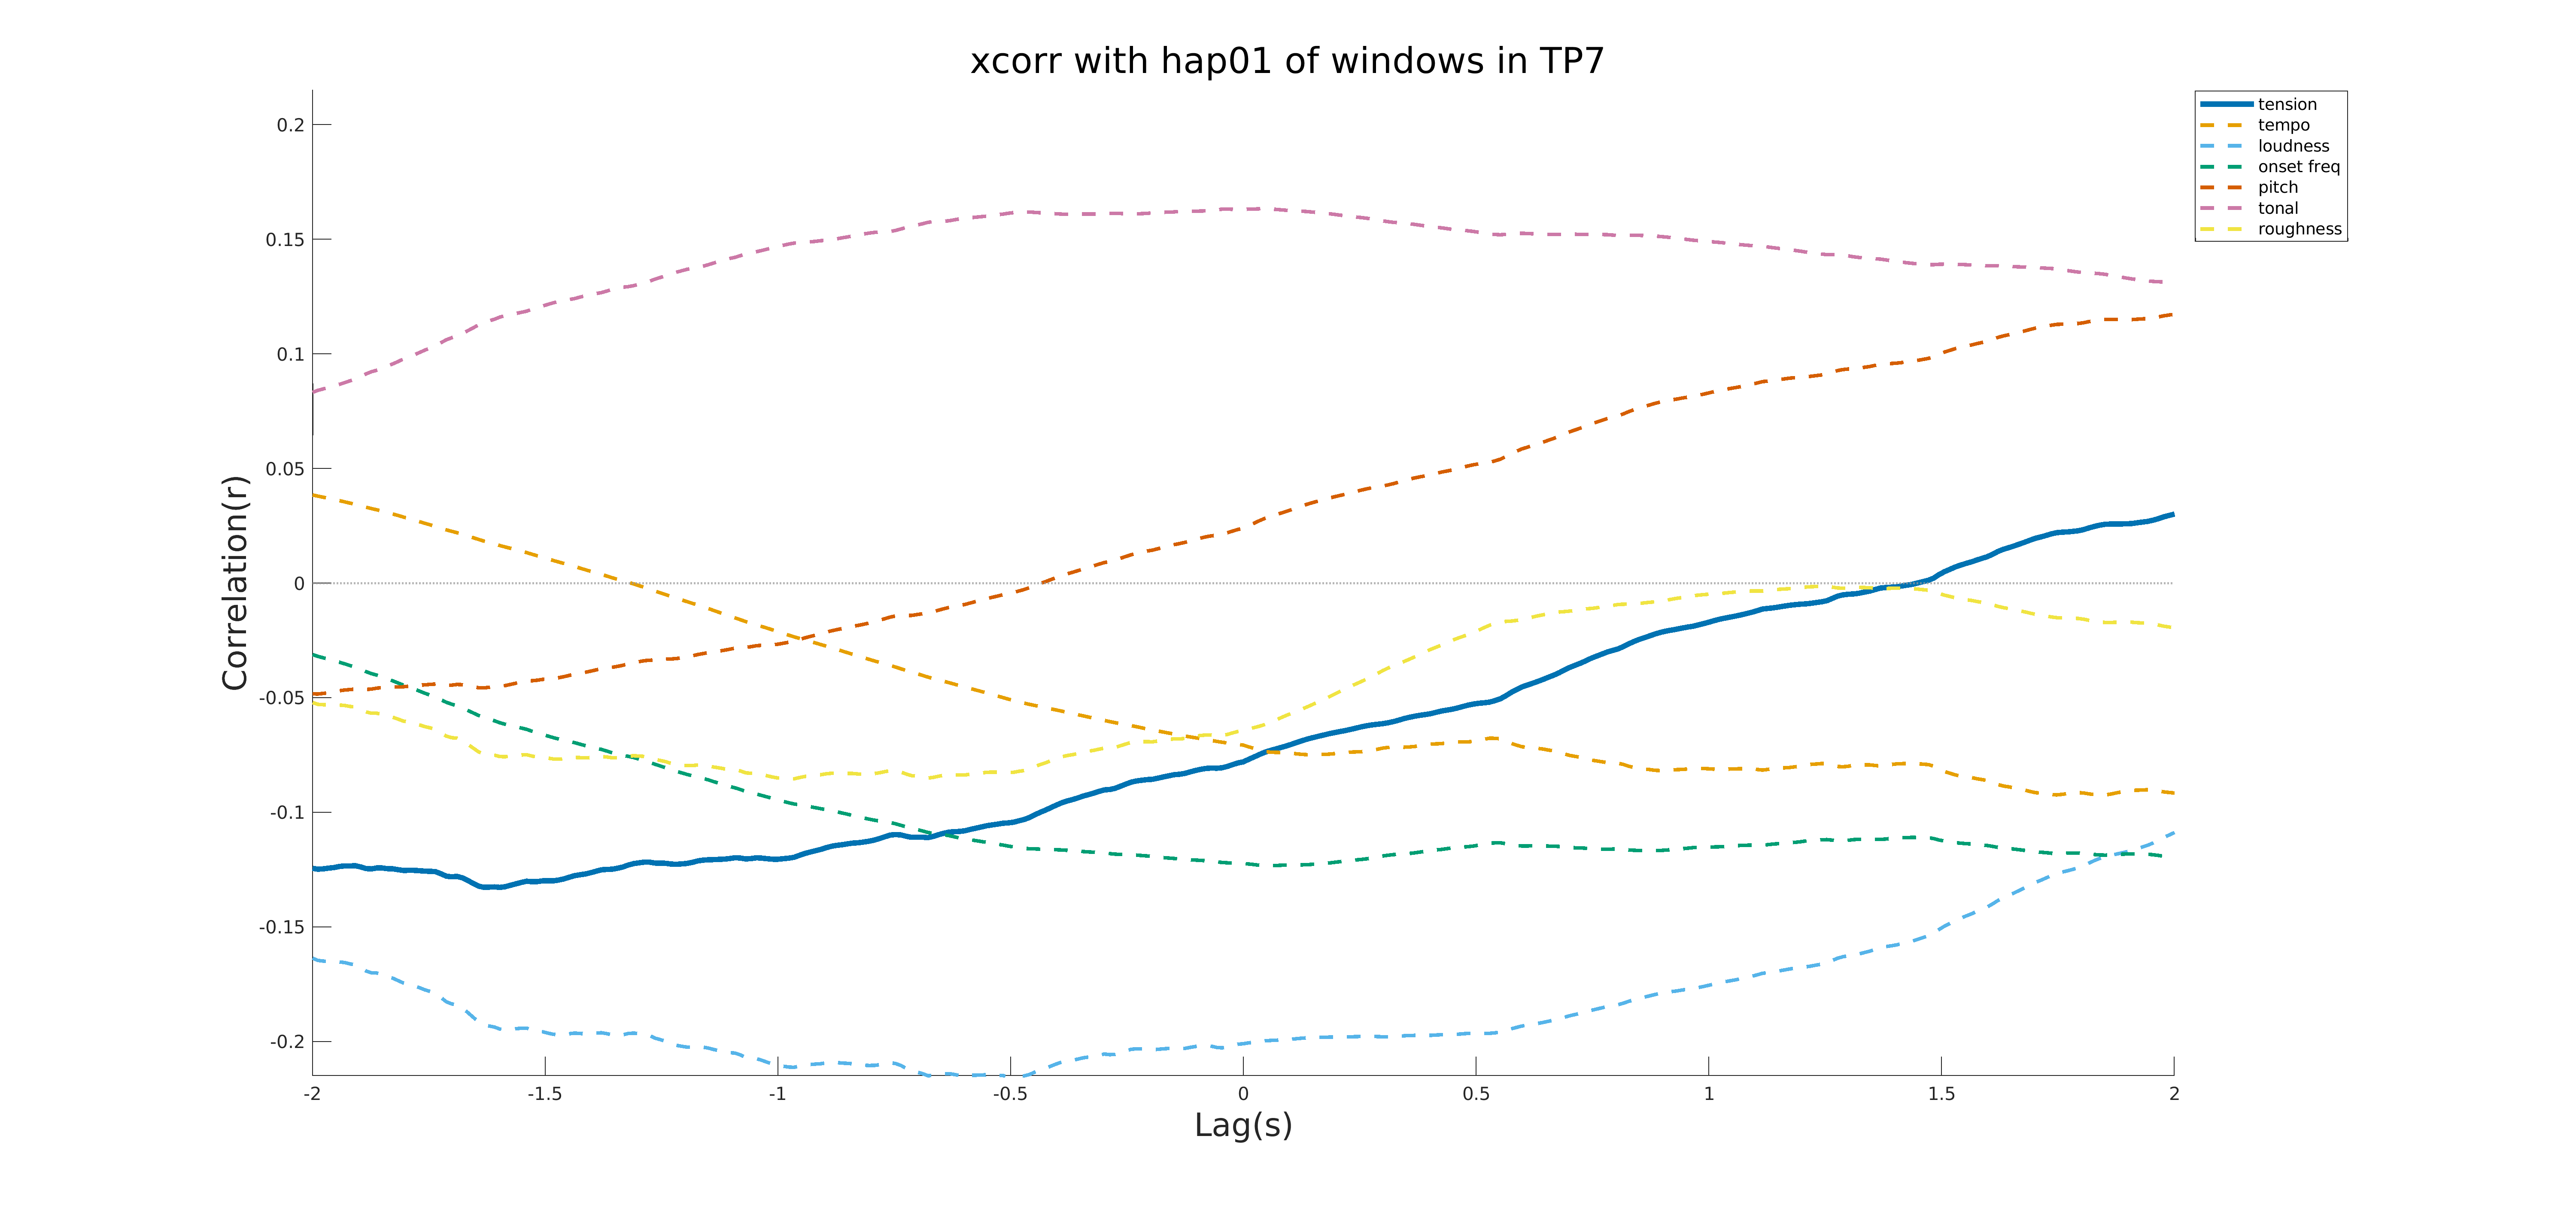 xcorr with hap01 of windows in TP7
tension
tempo
loudness
onset freq
pitch
tonal
roughness
0.2
0.15
0.1
0.05
0
-0.05
-0.1
-0.15
-0.2
Correlation(r)
-2 -1.5 -1 -0.5 0 0.5 1 1.5 2
Lag(s)